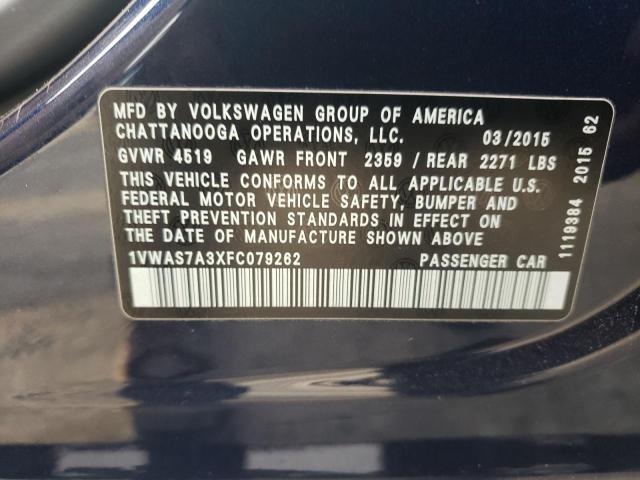 MFD BY VOLKSWAGEN GROUP OF AMERICA
CHATTANOOGA OPERATIONS, LLC. 03/2015
GVWR 4519 GAWR FRONT 2359 / REAR 2271 LBS
THIS VEHICLE CONFORMS TO ALL APPLICABLE U.S.
FEDERAL MOTOR VEHICLE SAFETY, BUMPER AND
THEFT PREVENTION STANDARDS IN EFFECT ON
THE DATE OF MANUFACTURE SHOWN ABOVE
1VWAS7A3XFC079262 PASSENGER CAR
1119384 2015 62